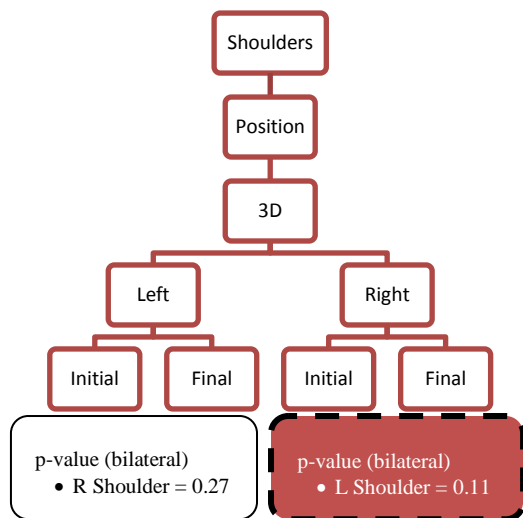 Shoulders
Position
3D
Left Right
Initial Final Initial Final
p-value (bilateral)
• R Shoulder = 0.27
p-value (bilateral)
• L Shoulder = 0.11